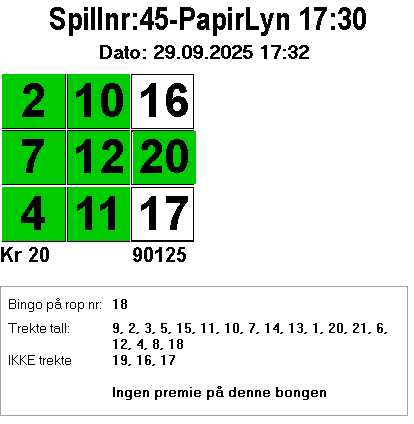 Spillnr:45-PapirLyn 17:30
Dato: 29.09.2025 17:32
2 10 16
7 12 20
4 11 17
Kr 20 90125
Bingo på rop nr: 18
Trekte tall: 9, 2, 3, 5, 15, 11, 10, 7, 14, 13, 1, 20, 21, 6,
12, 4, 8, 18
IKKE trekte 19, 16, 17
Ingen premie på denne bongen